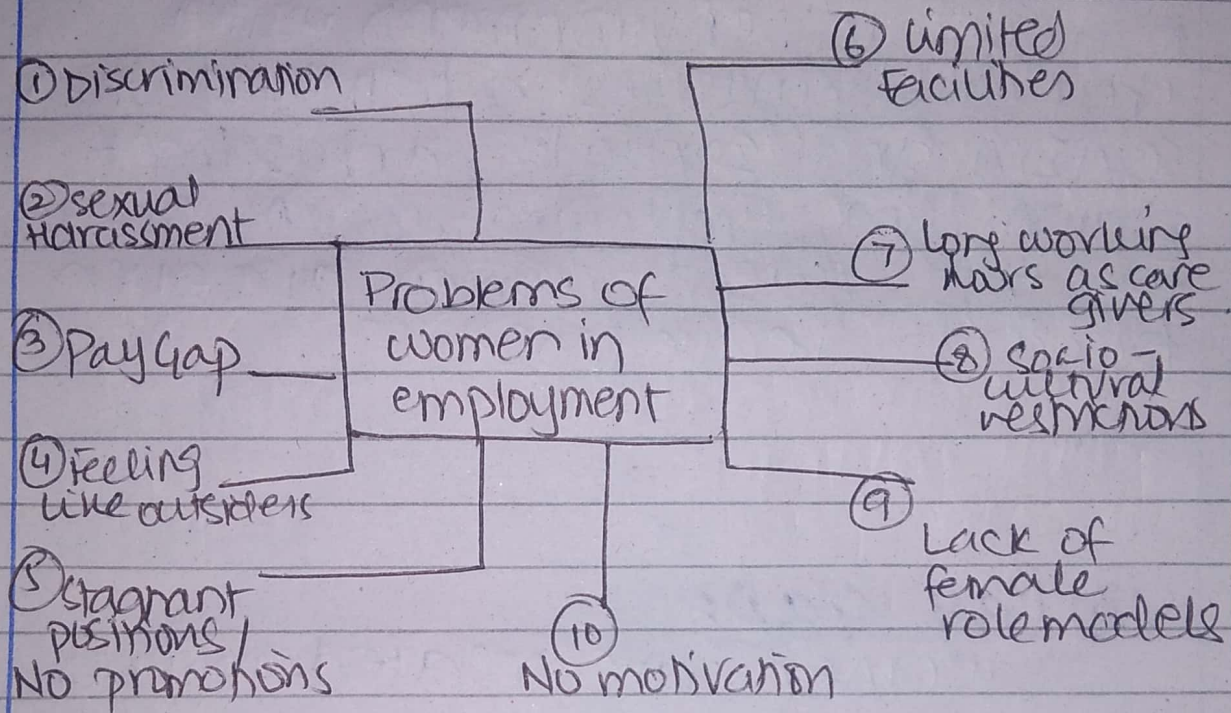 ① Discrimination
② sexual
Harassment
③ Pay Gap
④ Feeling
like outsiders
⑤ stagnant
positions /
No promotions
Problems of
women in
employment
⑥ Limited
Facilities
⑦ Long working
hours as care
givers
⑧ Socio-
cultural
restrictions
⑨
Lack of
female
role models
⑩
No motivation